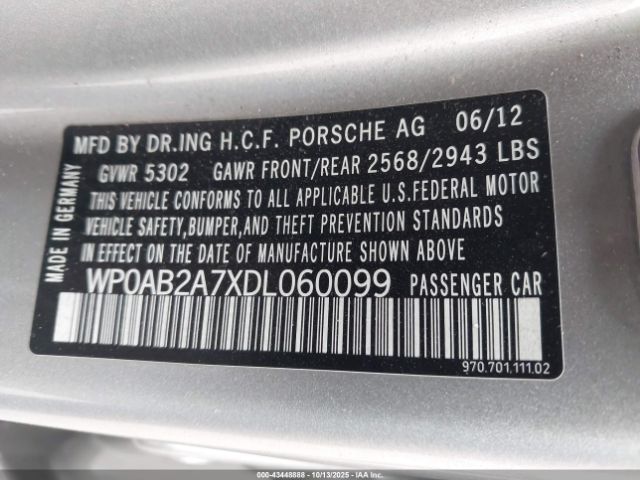 MFD BY DR.ING H.C.F. PORSCHE AG 06/12
GVWR 5302 GAWR FRONT/REAR 2568/2943 LBS
THIS VEHICLE CONFORMS TO ALL APPLICABLE U.S.FEDERAL MOTOR
VEHICLE SAFETY,BUMPER,AND THEFT PREVENTION STANDARDS
IN EFFECT ON THE DATE OF MANUFACTURE SHOWN ABOVE.
WP0AB2A7XDL060099 PASSENGER CAR
MADE IN GERMANY
970.701.111.02
000-43448888 - 10/13/2025 - IAA Inc.